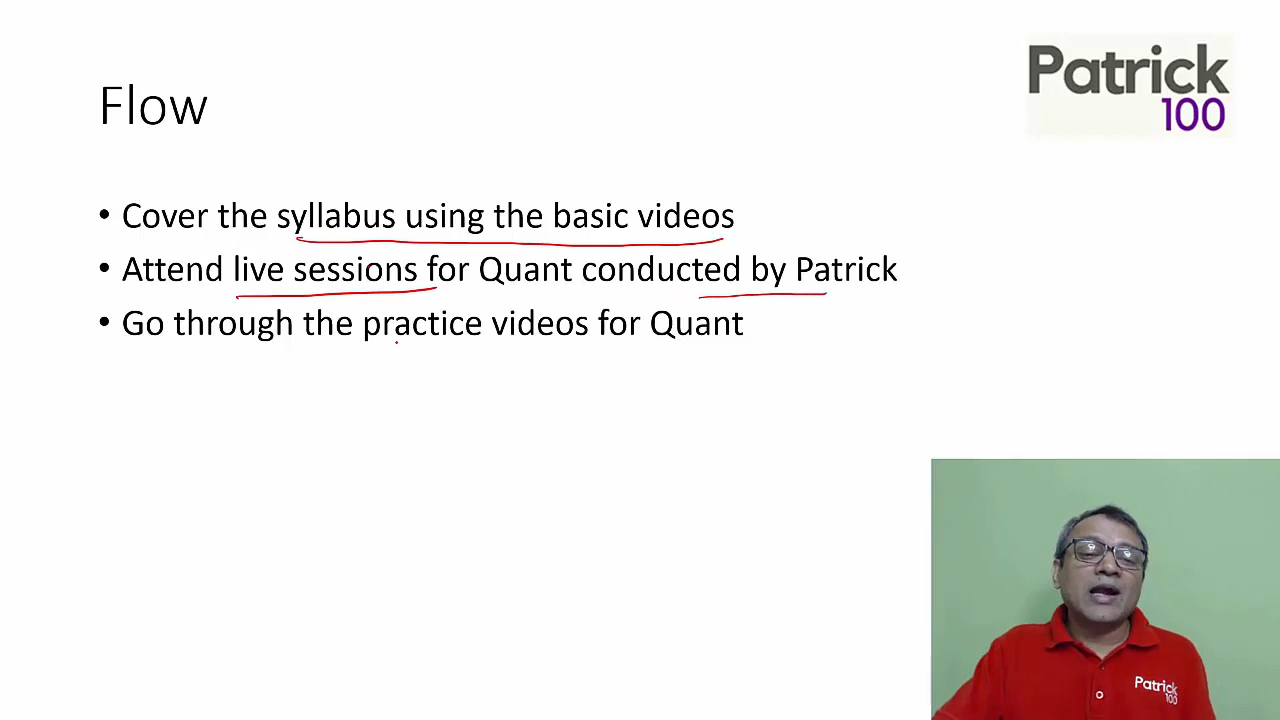 Patrick
100
Flow
• Cover the syllabus using the basic videos
• Attend live sessions for Quant conducted by Patrick
• Go through the practice videos for Quant
Patrick
100